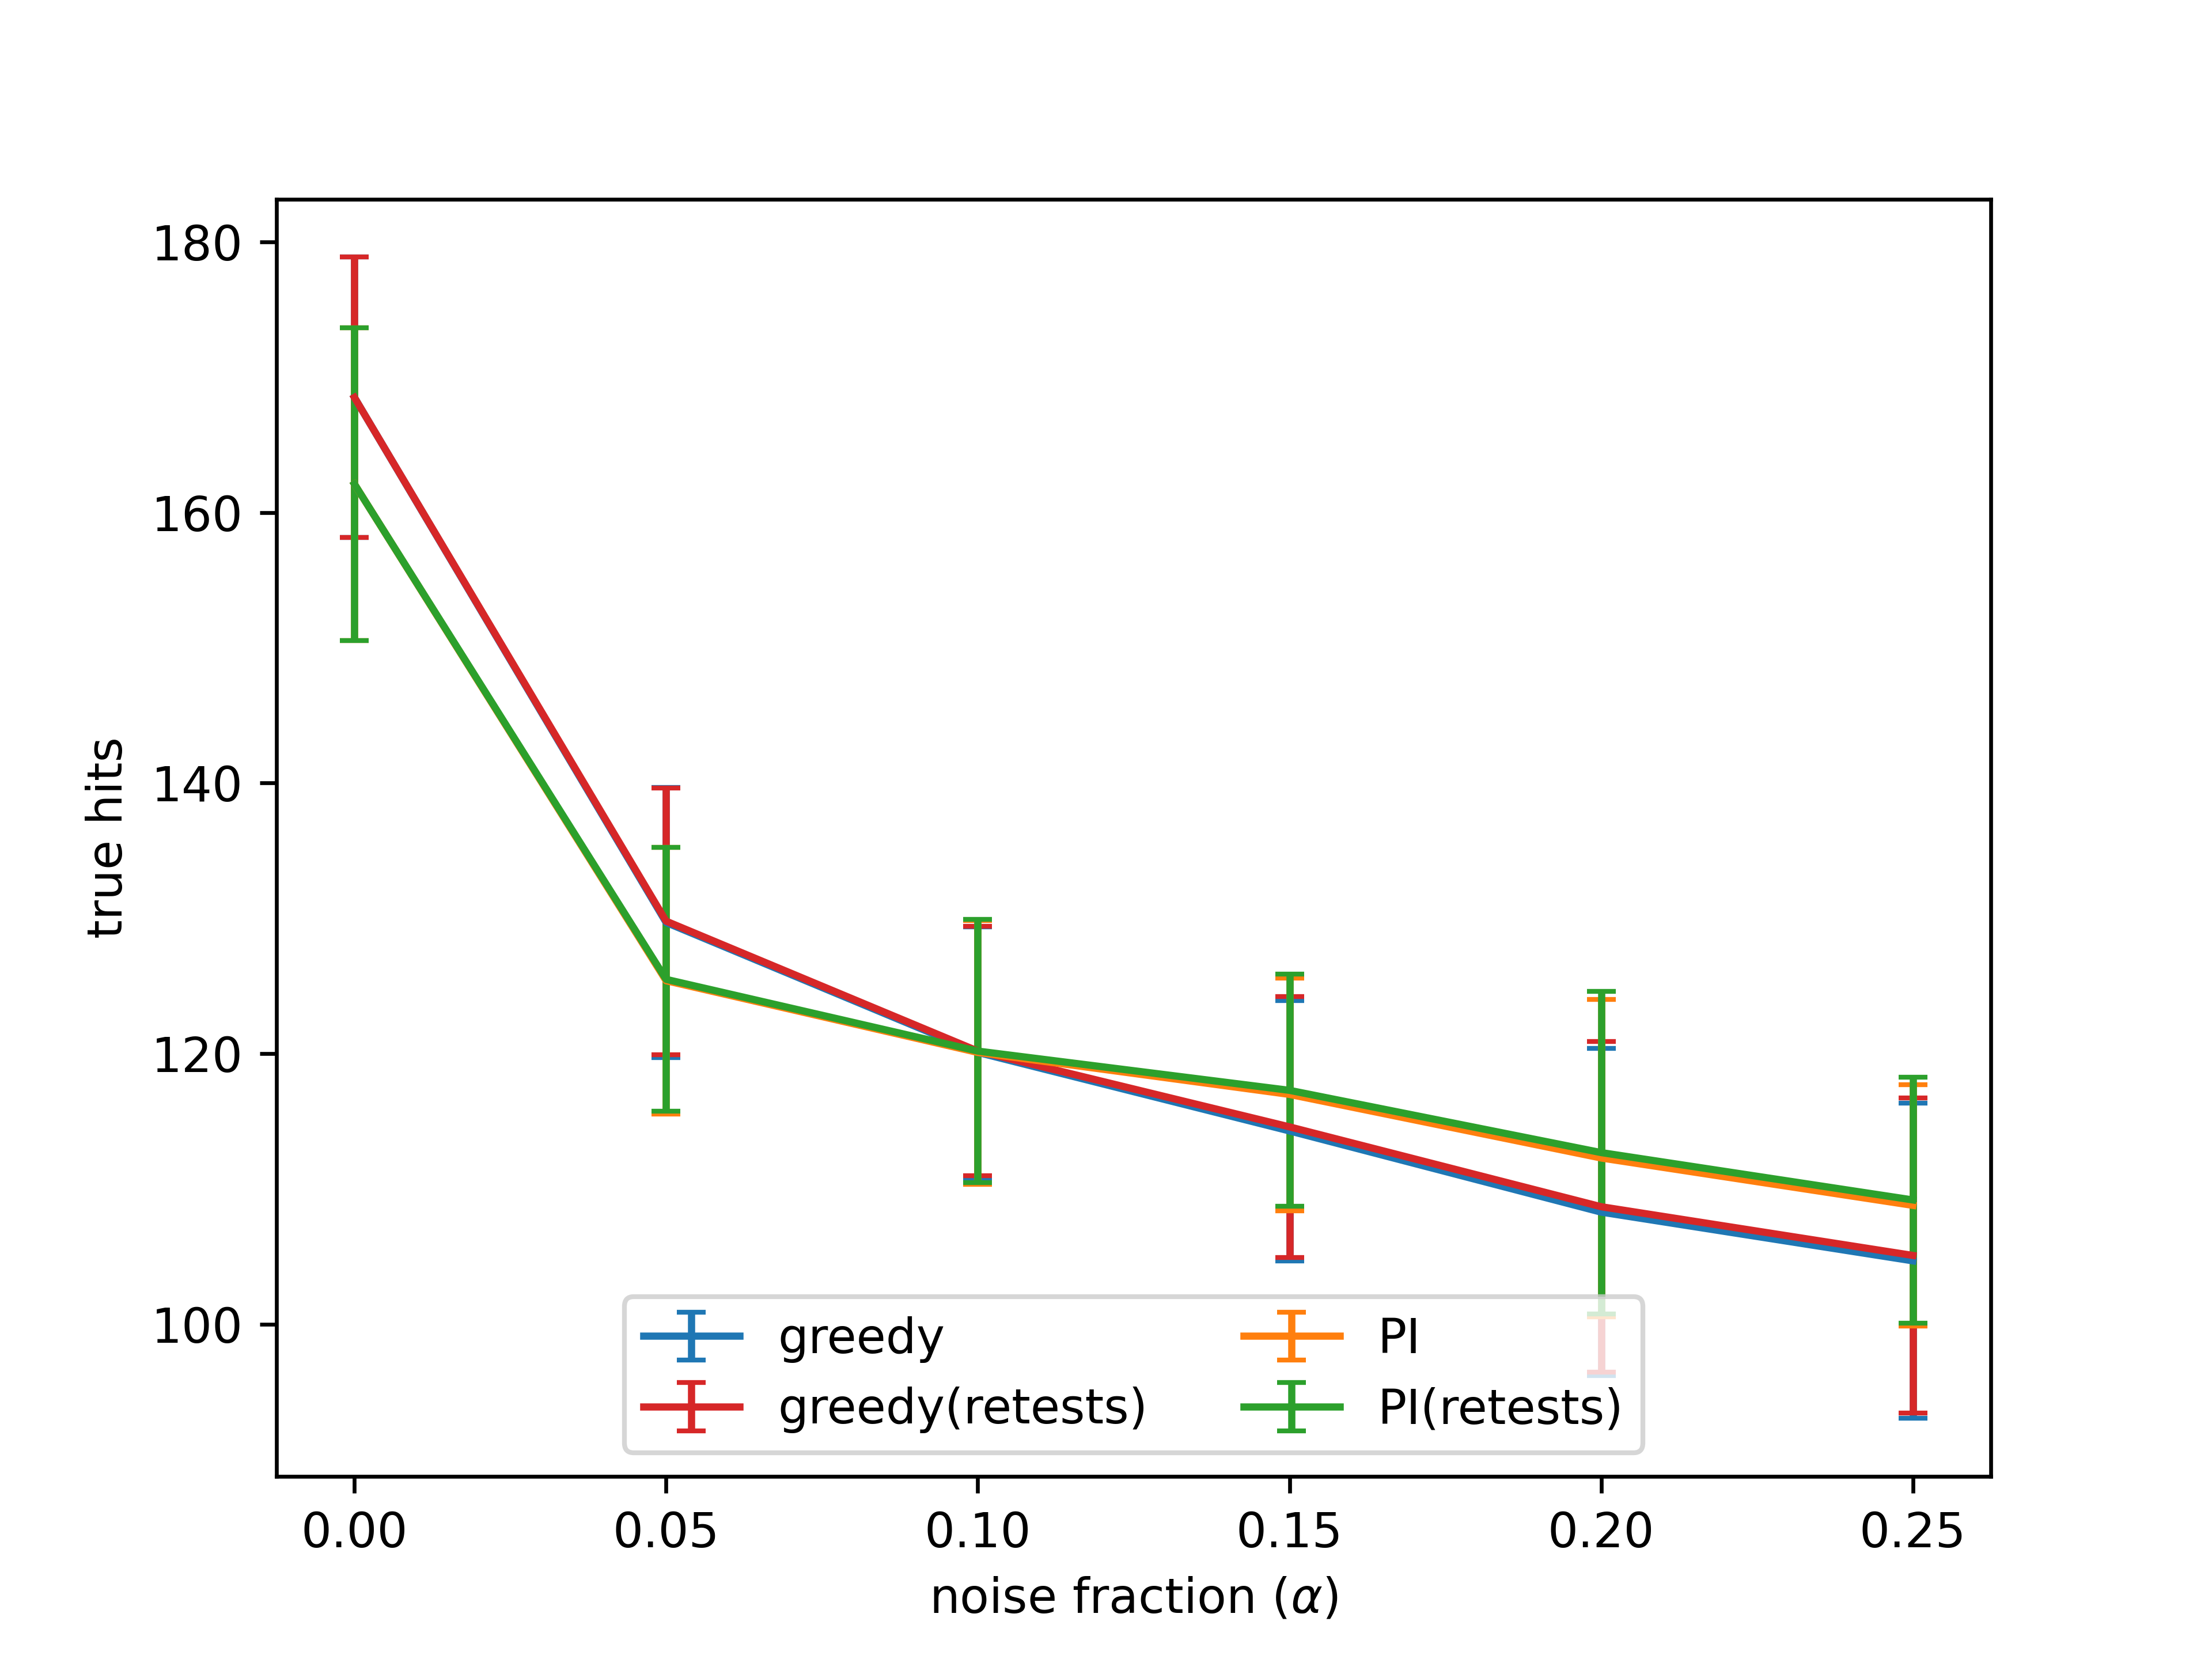 180
160
140
120
100
true hits
greedy
greedy(retests)
PI
PI(retests)
0.00 0.05 0.10 0.15 0.20 0.25
noise fraction (α)